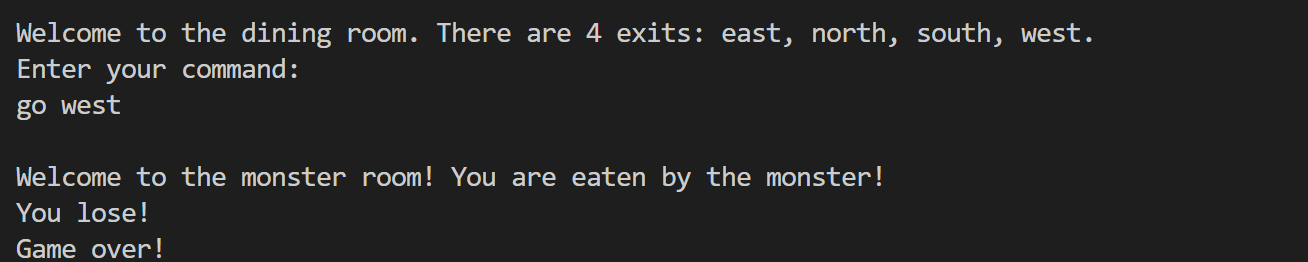 Welcome to the dining room. There are 4 exits: east, north, south, west.
Enter your command:
go west
Welcome to the monster room! You are eaten by the monster!
You lose!
Game over!